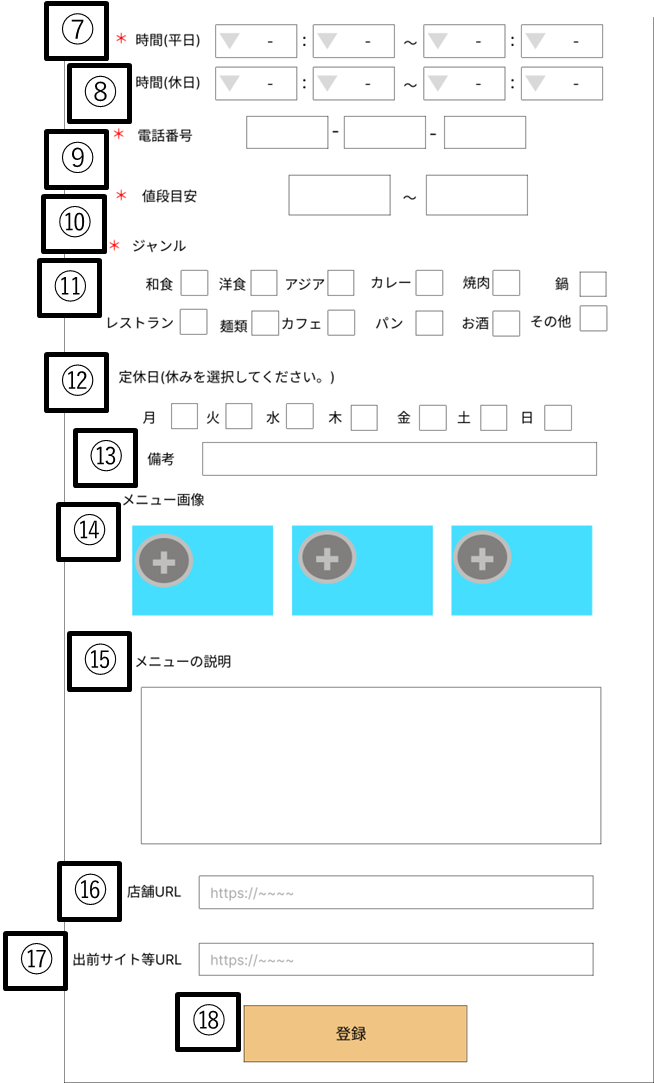 ⑦ * 時間(平日) - : - ～ - : -
⑧ 時間(休日) - : - ～ - : -
⑨ * 電話番号 - -
⑩ * 値段目安 ～
⑪ * ジャンル
和食 洋食 アジア カレー 焼肉 鍋
レストラン 麺類 カフェ パン お酒 その他
⑫ 定休日(休みを選択してください。)
月 火 水 木 金 土 日
⑬ 備考
⑭ メニュー画像
⑮ メニューの説明
⑯ 店舗URL https://~~~~
⑰ 出前サイト等URL https://~~~~
⑱ 登録